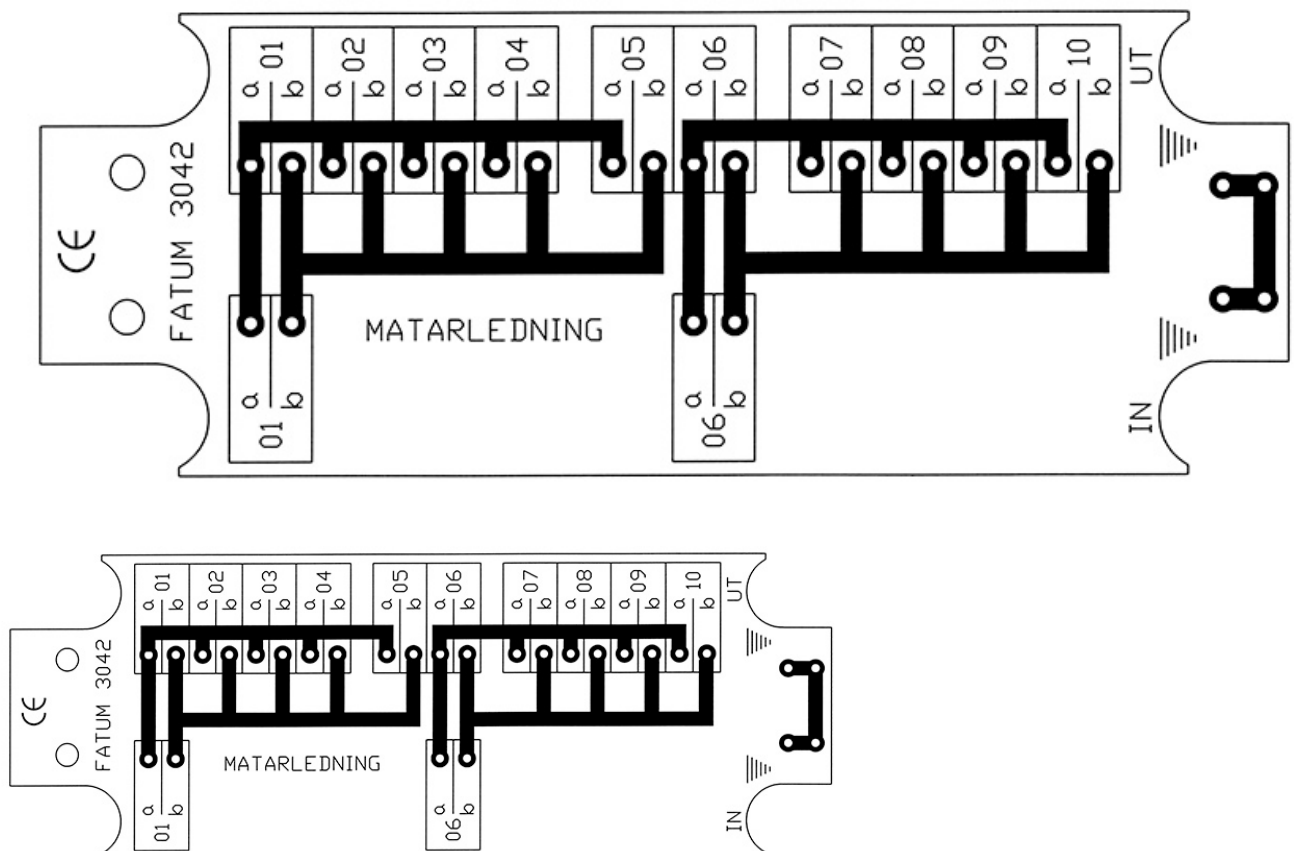 a 01 b
a 02 b
a 03 b
a 04 b
a 05 b
a 06 b
a 07 b
a 08 b
a 09 b
a 10 b
UT
CE
FATUM 3042
MATARLEDNING
a 01 b
a 06 b
IN
a 01 b
a 02 b
a 03 b
a 04 b
a 05 b
a 06 b
a 07 b
a 08 b
a 09 b
a 10 b
UT
CE
FATUM 3042
MATARLEDNING
a 01 b
a 06 b
IN